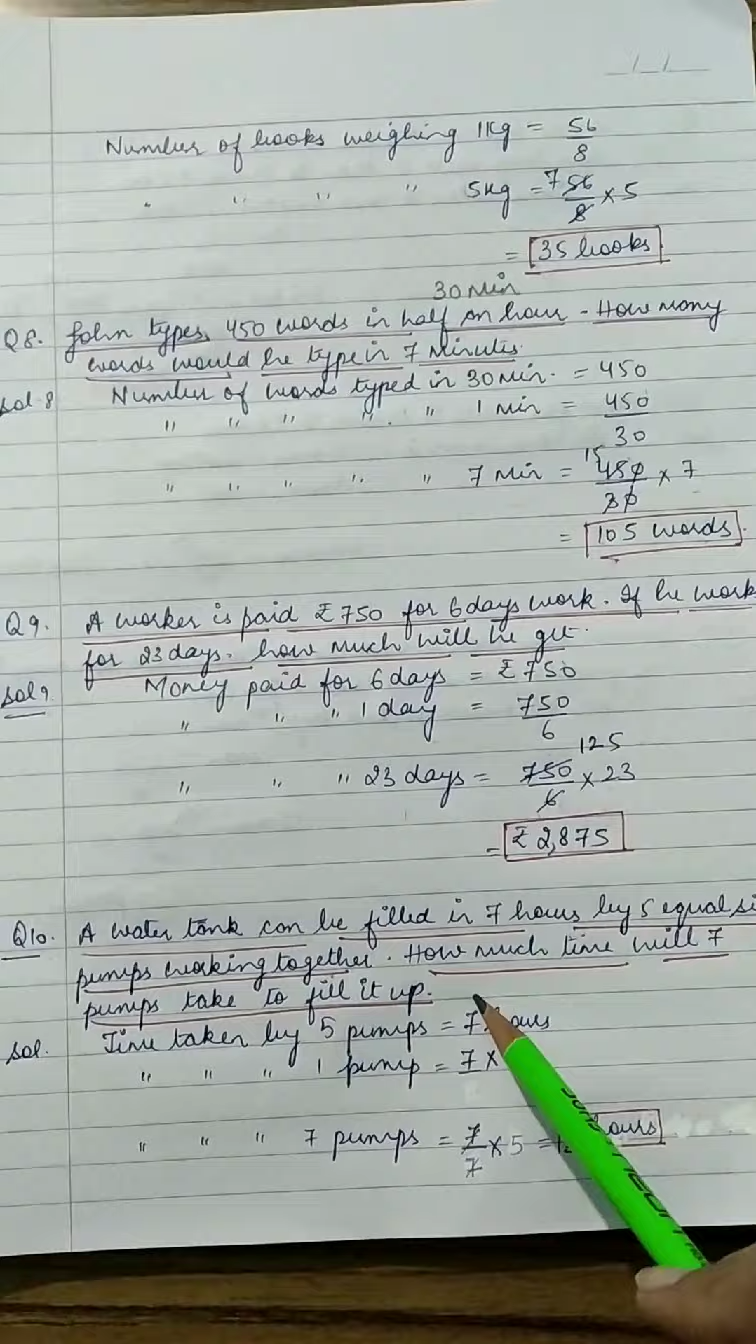 __/__/__
Number of books weighing 1Kg = 56/8
" " " " 5Kg = 7 56/8 × 5
= 35 books
30 Min
Q8. John types, 450 words in half an hour - How many
words would he type in 7 Minutes.
Sol.8 Number of words typed in 30 Min. = 450
" " " " " 1 Min = 450/30
" " " " " 7 Min = 15 450/30 × 7
= 105 words.
Q9. A worker is paid ₹750 for 6 days work. If he work
for 23 days. how much will he get.
Sol 9 Money paid for 6 days = ₹750
" " " 1 day = 750/6
125
" " " 23 days = 750/6 × 23
= ₹2,875
Q10. A water tank can be filled in 7 hours by 5 equal si
pumps working together. How much time will 7
pumps take to fill it up.
Sol. Time taken by 5 pumps = 7
" " " 1 pump = 7 ×
" " " 7 pumps = 7/7 × 5 =